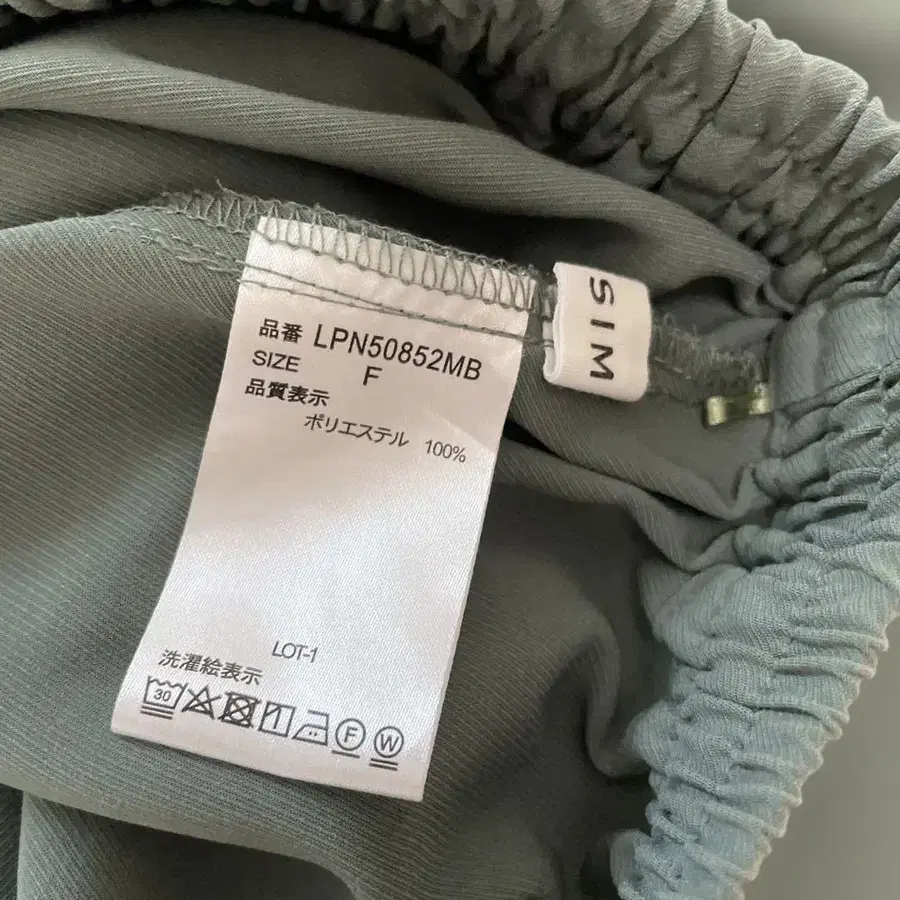 品番 LPN50852MB
SIZE F
品質表示
ポリエステル 100%
LOT-1
洗濯絵表示
30 F W
SIM